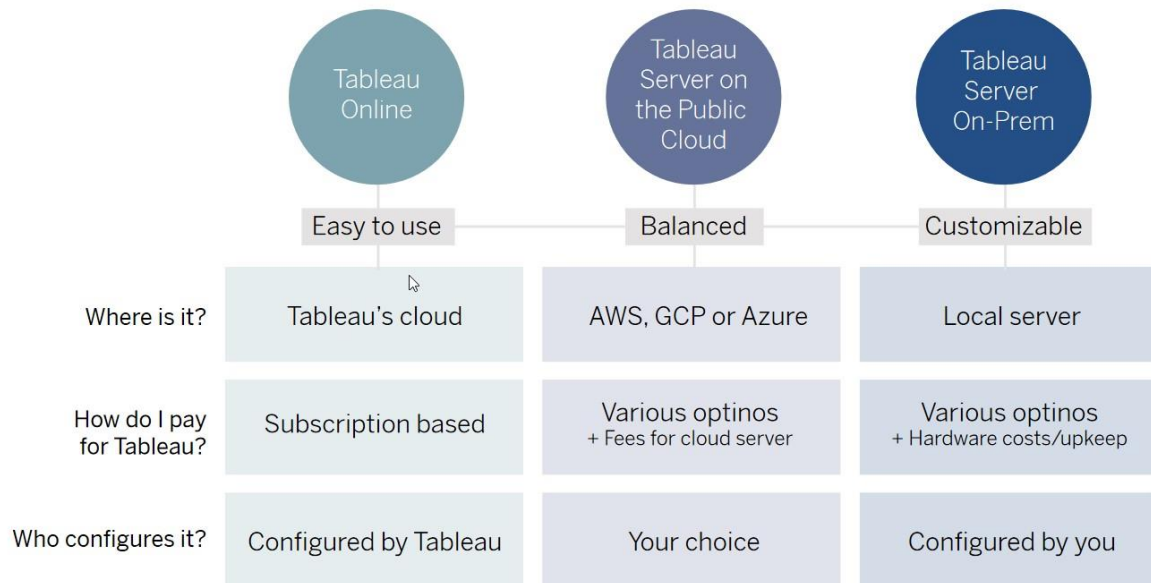 Tableau
Online
Tableau
Server on
the Public
Cloud
Tableau
Server
On-Prem
Easy to use
Balanced
Customizable
Where is it?
Tableau’s cloud
AWS, GCP or Azure
Local server
How do I pay
for Tableau?
Subscription based
Various optinos
+ Fees for cloud server
Various optinos
+ Hardware costs/upkeep
Who configures it?
Configured by Tableau
Your choice
Configured by you